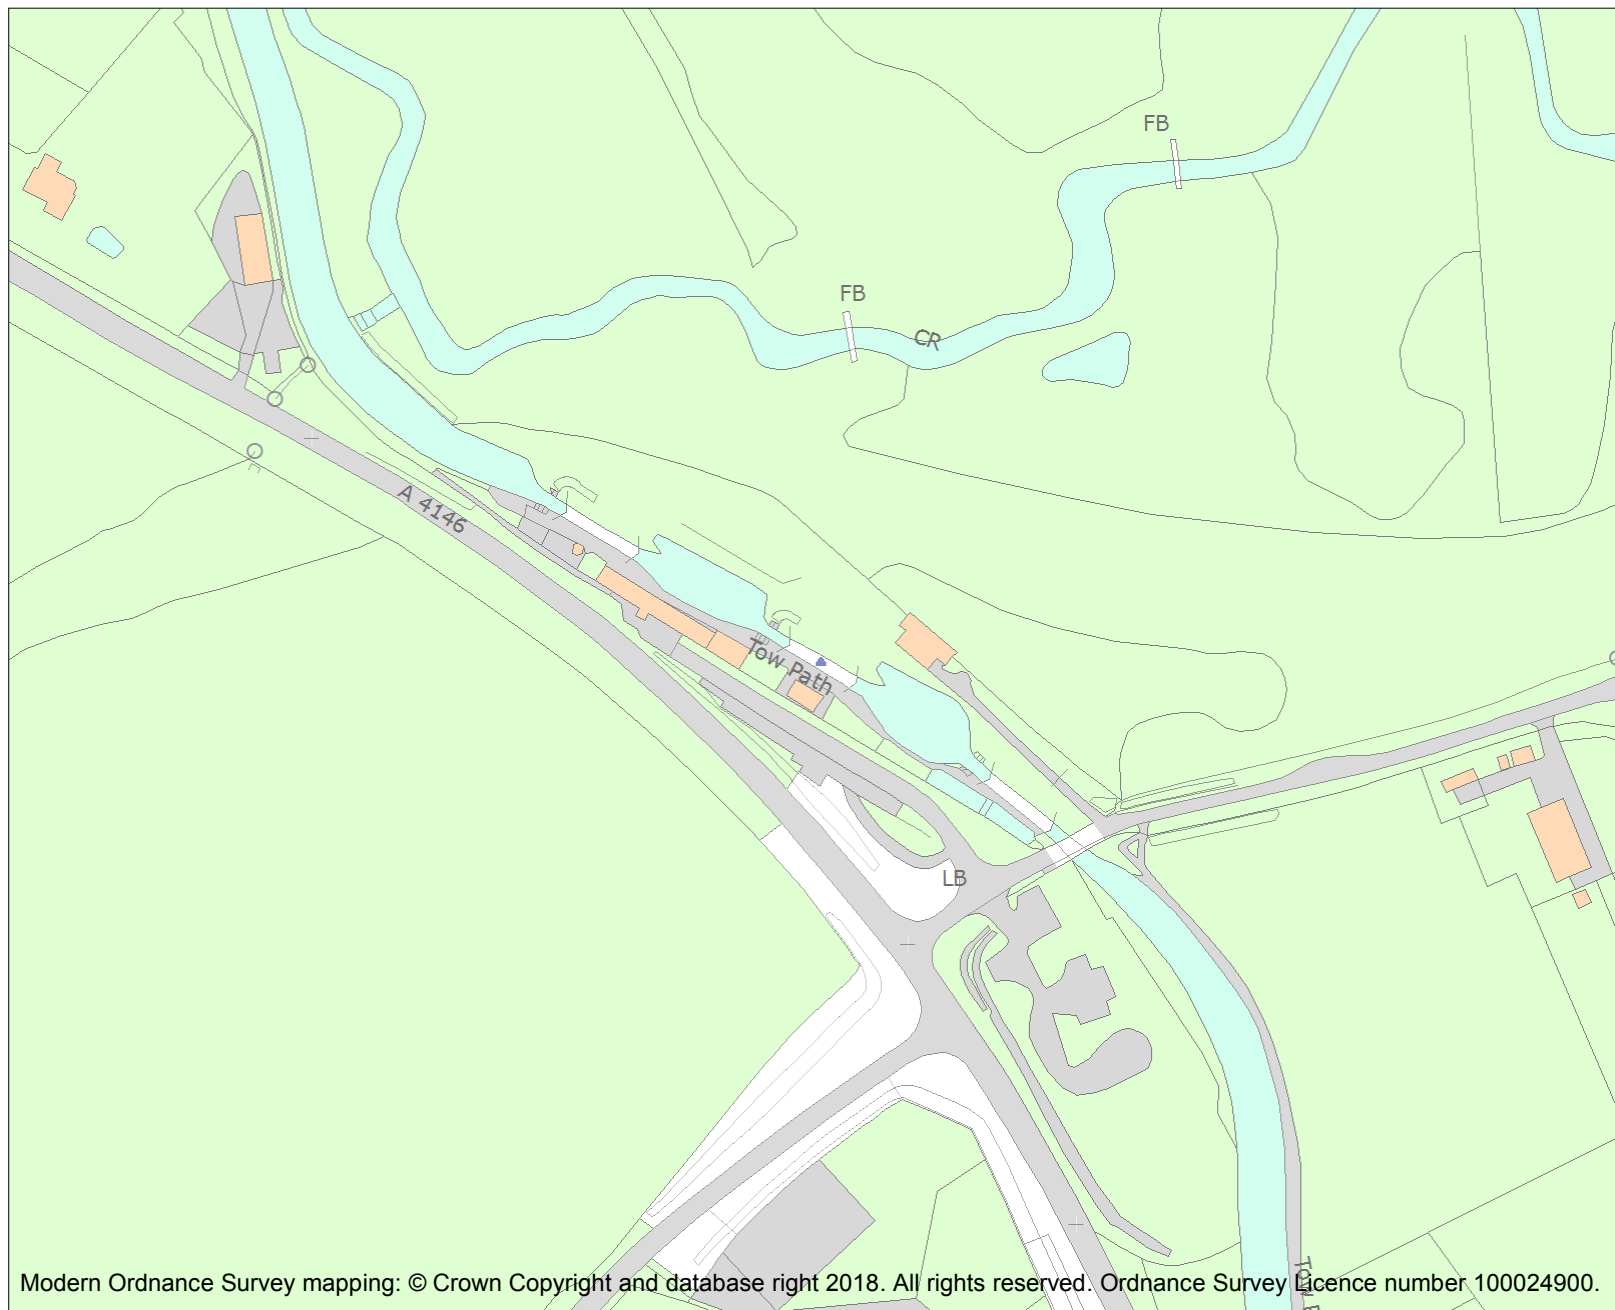 FB
FB
CR
A 4146
Tow Path
LB
Modern Ordnance Survey mapping: © Crown Copyright and database right 2018. All rights reserved. Ordnance Survey Licence number 100024900.
Tow